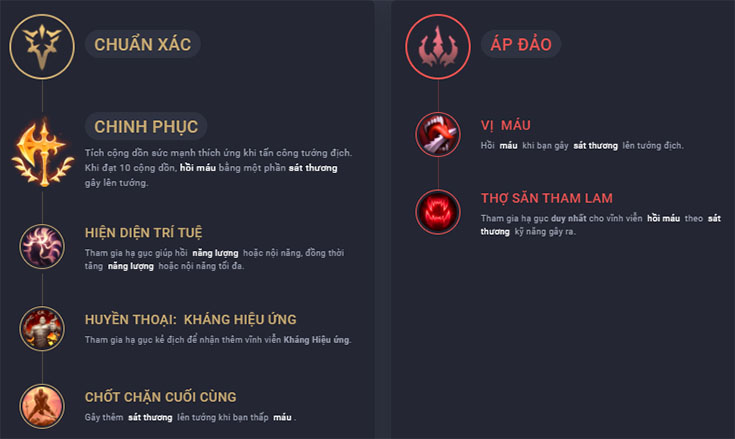 CHUẨN XÁC
CHINH PHỤC
Tích cộng dồn sức mạnh thích ứng khi tấn công tướng địch.
Khi đạt 10 cộng dồn, hồi máu bằng một phần sát thương
gây lên tướng.
HIỆN DIỆN TRÍ TUỆ
Tham gia hạ gục giúp hồi năng lượng hoặc nội năng, đồng thời
tăng năng lượng hoặc nội năng tối đa.
HUYỀN THOẠI: KHÁNG HIỆU ỨNG
Tham gia hạ gục kẻ địch để nhận thêm vĩnh viễn Kháng Hiệu ứng.
CHỐT CHẶN CUỐI CÙNG
Gây thêm sát thương lên tướng khi bạn thấp máu .
ÁP ĐẢO
VỊ MÁU
Hồi máu khi bạn gây sát thương lên tướng địch.
THỢ SĂN THAM LAM
Tham gia hạ gục duy nhất cho vĩnh viễn hồi máu theo sát
thương kỹ năng gây ra.